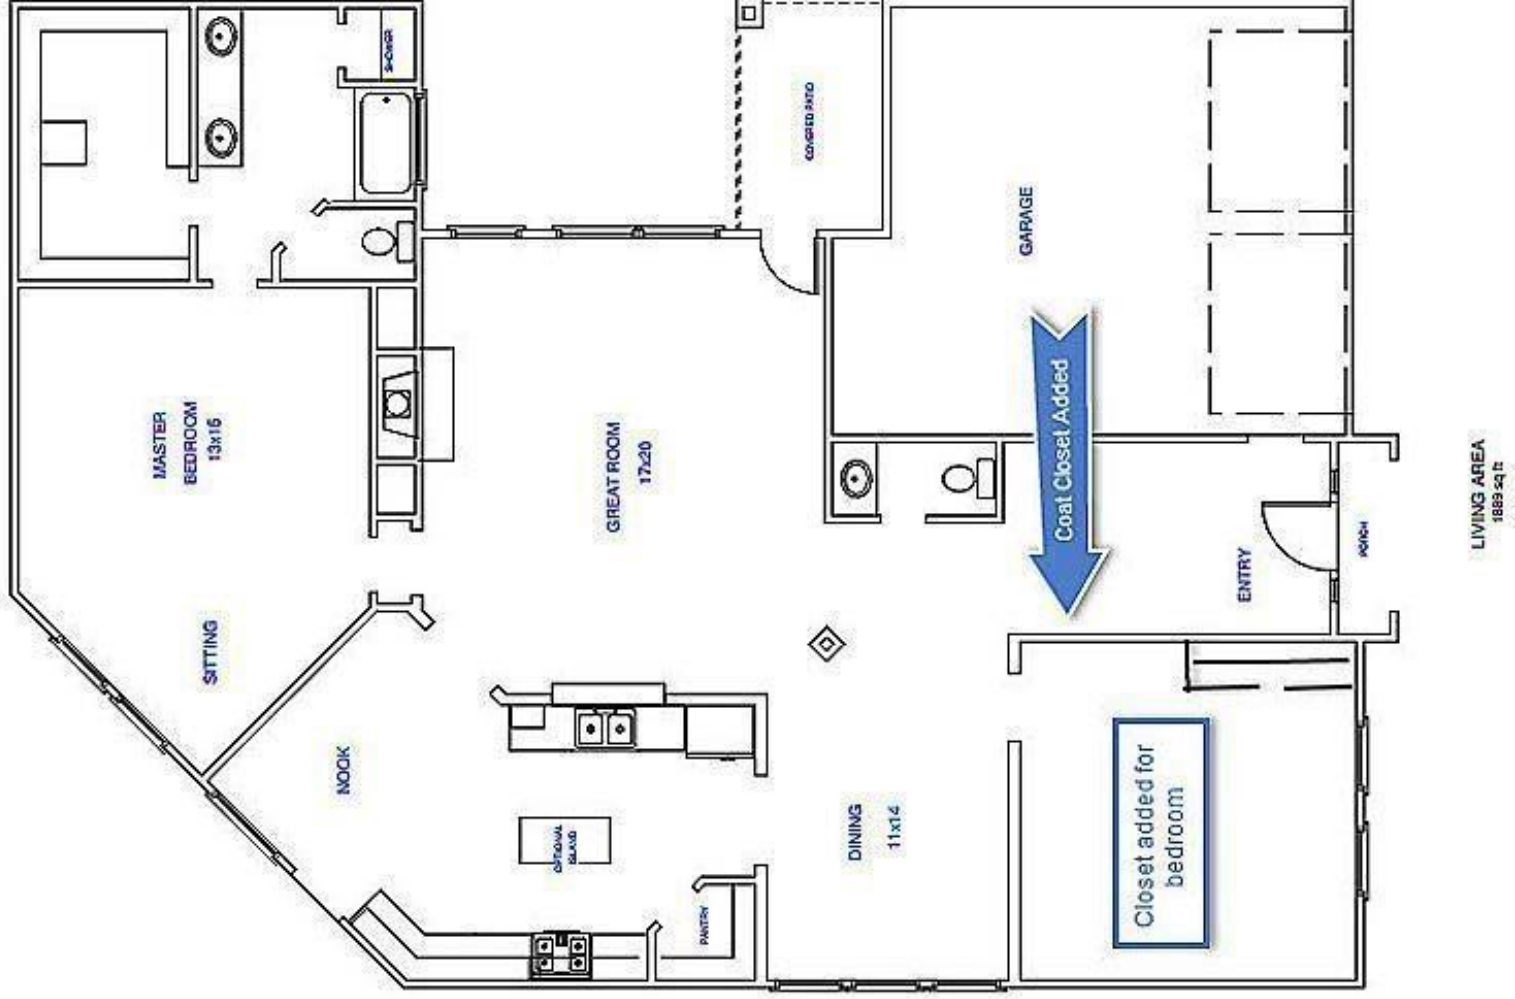 SHOWER
COVERED PATIO
GARAGE
MASTER
BEDROOM
13x16
GREAT ROOM
17x20
Coat Closet Added
LIVING AREA
1889 sq ft
PORCH
ENTRY
SITTING
NOOK
OPTIONAL
ISLAND
DINING
11x14
Closet added for
bedroom
PANTRY